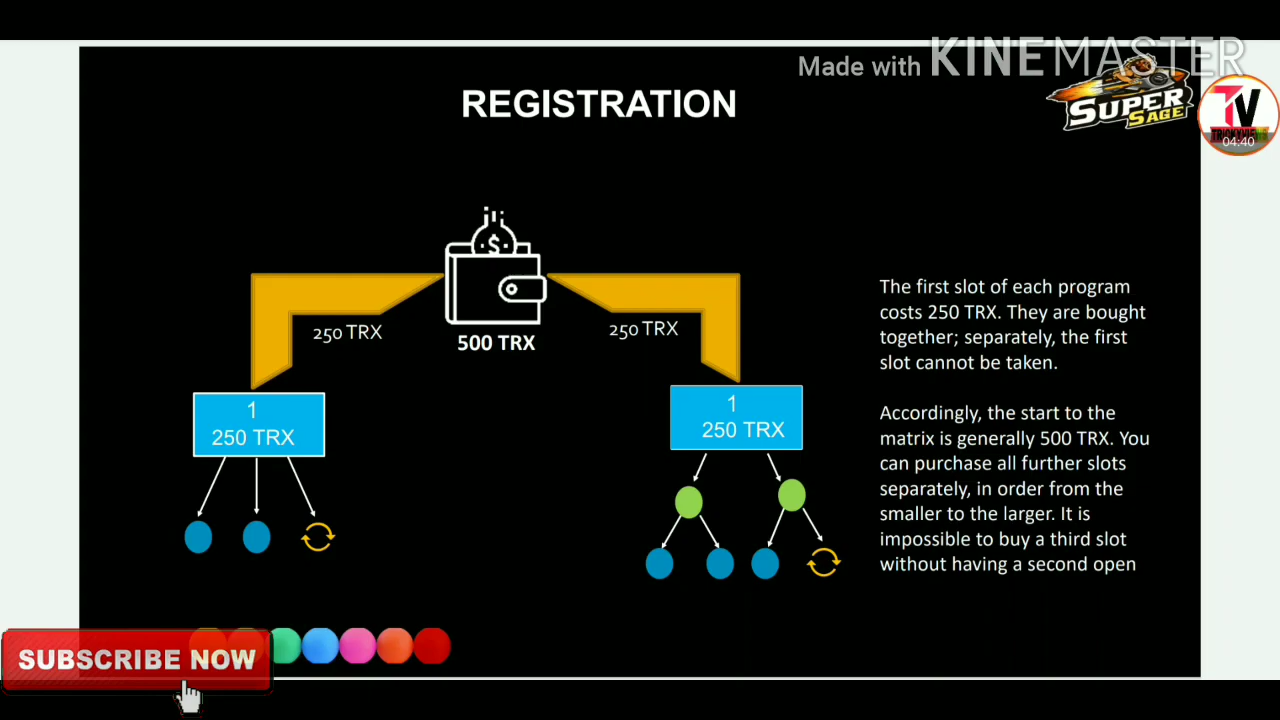 Made with KINEMASTER
REGISTRATION
SUPER
SAGE
TV
04:40
$
250 TRX
500 TRX
250 TRX
1
250 TRX
1
250 TRX
The first slot of each program
costs 250 TRX. They are bought
together; separately, the first
slot cannot be taken.
Accordingly, the start to the
matrix is generally 500 TRX. You
can purchase all further slots
separately, in order from the
smaller to the larger. It is
impossible to buy a third slot
without having a second open
SUBSCRIBE NOW